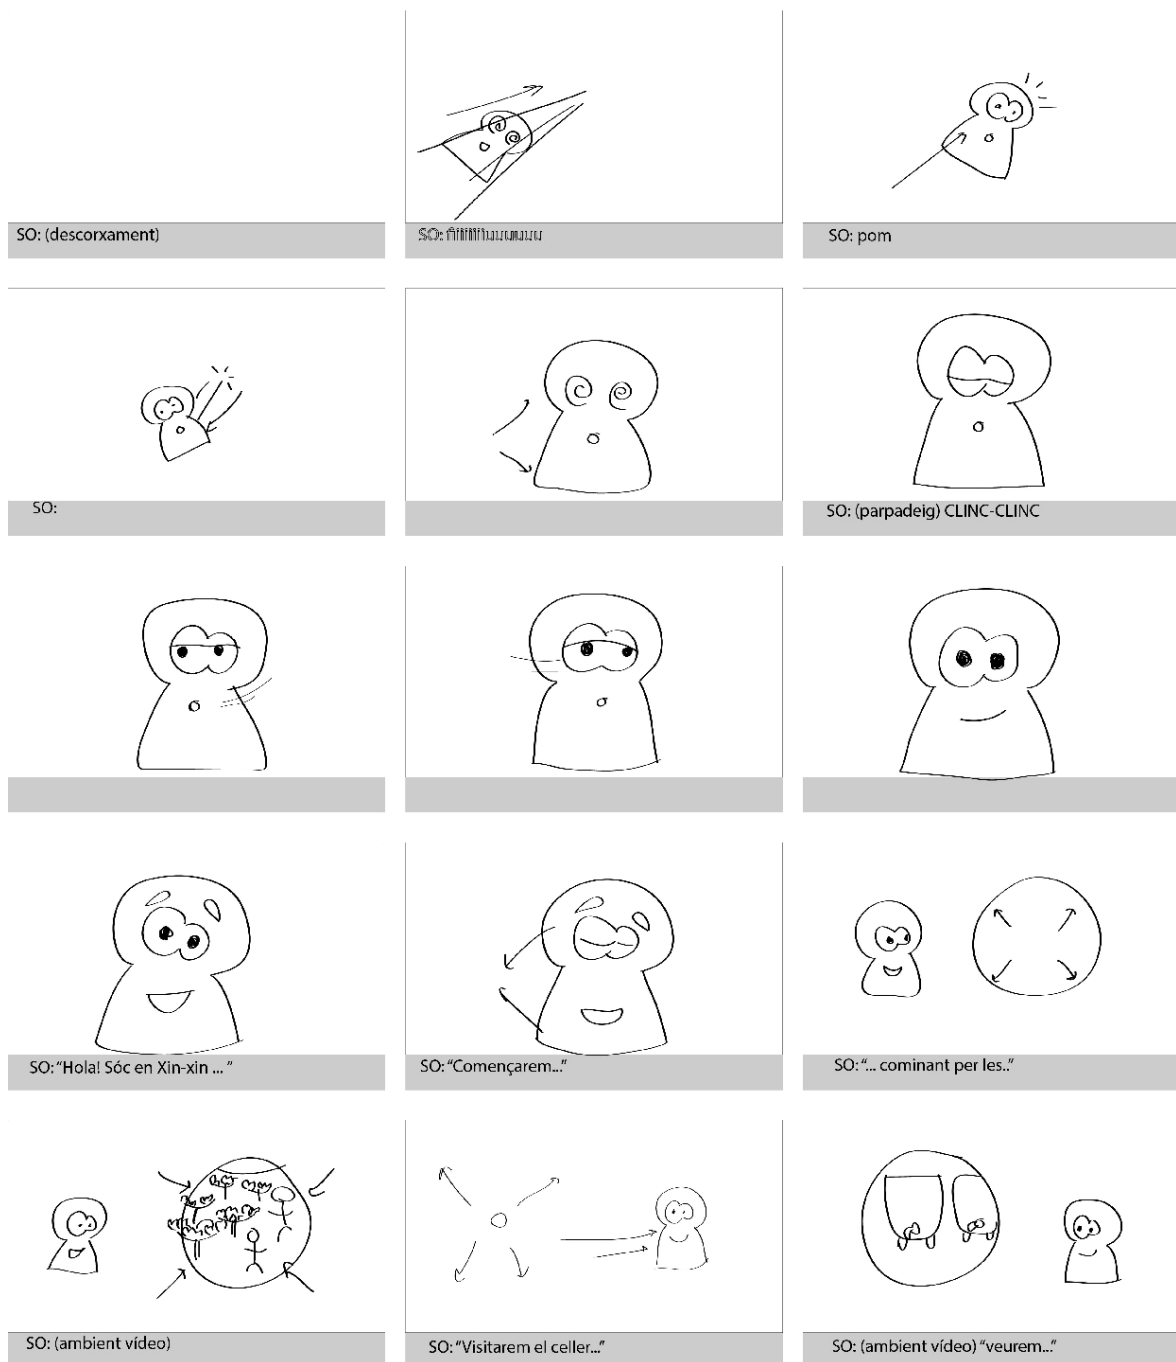 SO: (descorxament)
SO: fiiiiiiiuuuuuuu
SO: pom
SO:
SO: (parpadeig) CLINC-CLINC
SO: “Hola! Sóc en Xin-xin ... ”
SO: “Començarem...”
SO: “... cominant per les..”
SO: (ambient vídeo)
SO: “Visitarem el celler...”
SO: (ambient vídeo) “veurem...”